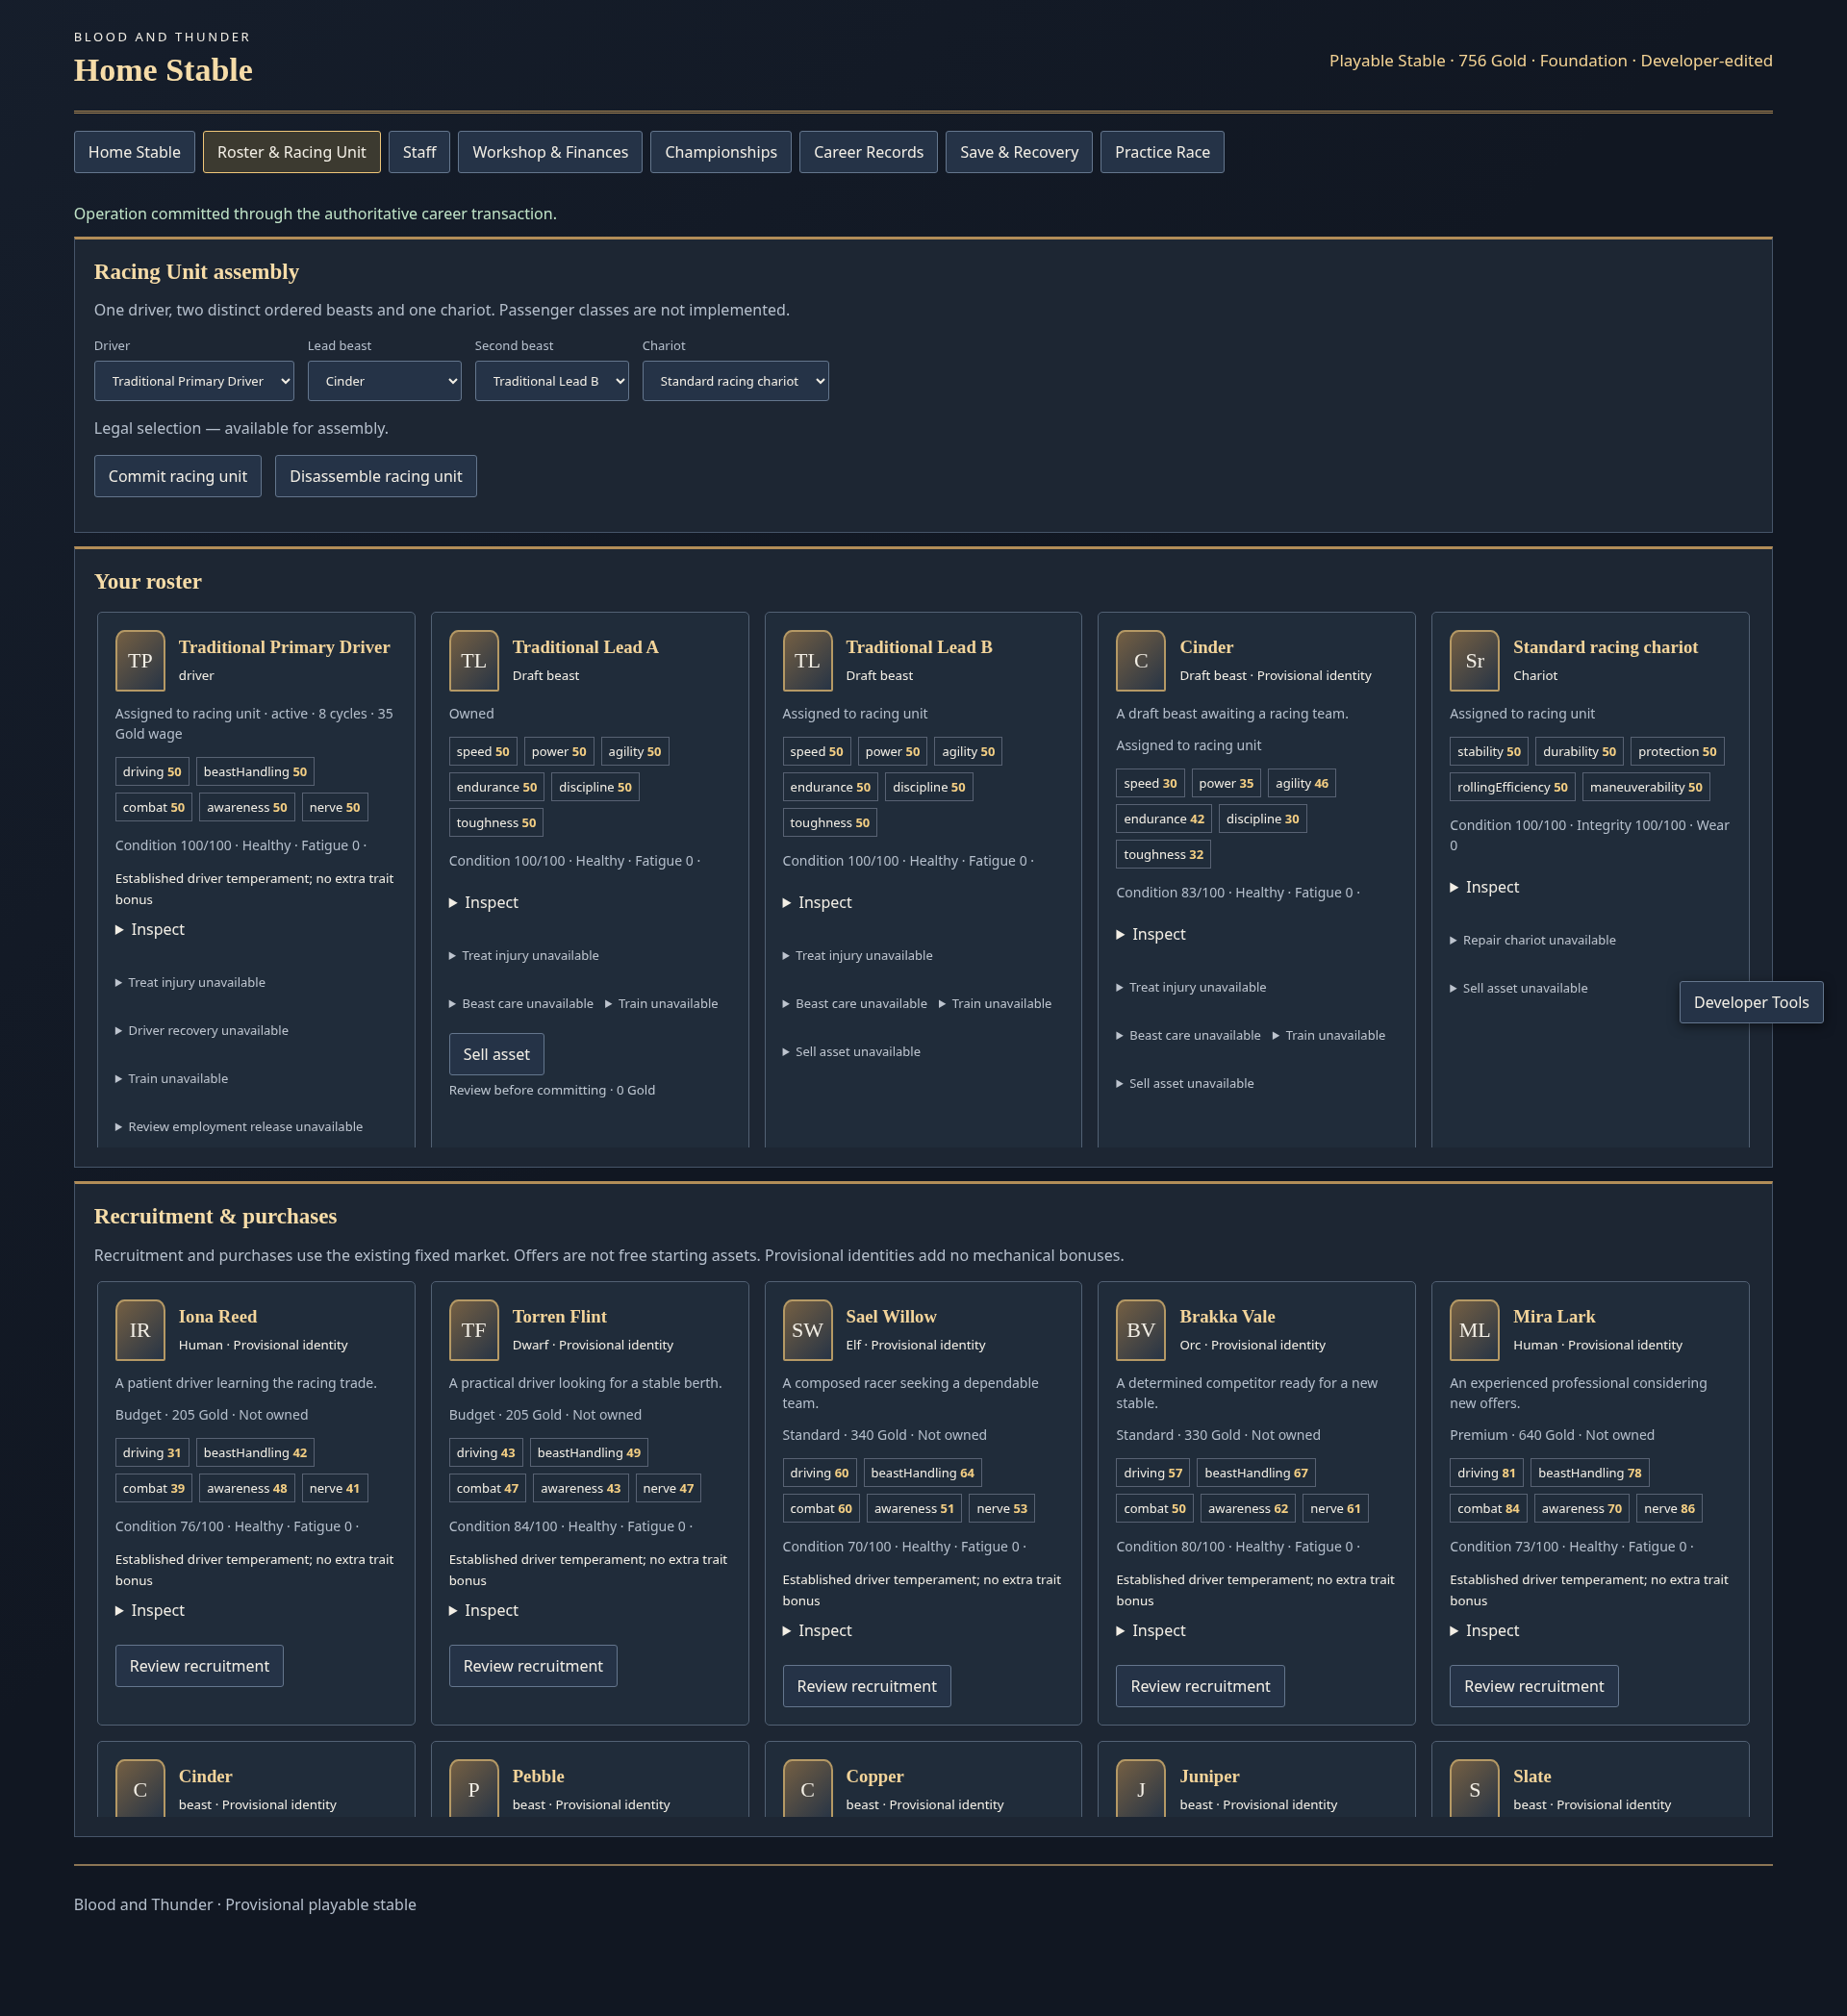 BLOOD AND THUNDER
Home Stable
Playable Stable · 756 Gold · Foundation · Developer-edited
Home Stable
Roster & Racing Unit
Staff
Workshop & Finances
Championships
Career Records
Save & Recovery
Practice Race
Operation committed through the authoritative career transaction.
Racing Unit assembly
One driver, two distinct ordered beasts and one chariot. Passenger classes are not implemented.
Driver
Traditional Primary Driver
Lead beast
Cinder
Second beast
Traditional Lead B
Chariot
Standard racing chariot
Legal selection — available for assembly.
Commit racing unit
Disassemble racing unit
Your roster
TP
Traditional Primary Driver
driver
Assigned to racing unit · active · 8 cycles · 35
Gold wage
driving 50
beastHandling 50
combat 50
awareness 50
nerve 50
Condition 100/100 · Healthy · Fatigue 0 ·
Established driver temperament; no extra trait
bonus
Inspect
Treat injury unavailable
Driver recovery unavailable
Train unavailable
Review employment release unavailable
TL
Traditional Lead A
Draft beast
Owned
speed 50
power 50
agility 50
endurance 50
discipline 50
toughness 50
Condition 100/100 · Healthy · Fatigue 0 ·
Inspect
Treat injury unavailable
Beast care unavailable
Train unavailable
Sell asset
Review before committing · 0 Gold
TL
Traditional Lead B
Draft beast
Assigned to racing unit
speed 50
power 50
agility 50
endurance 50
discipline 50
toughness 50
Condition 100/100 · Healthy · Fatigue 0 ·
Inspect
Treat injury unavailable
Beast care unavailable
Train unavailable
Sell asset unavailable
C
Cinder
Draft beast · Provisional identity
A draft beast awaiting a racing team.
Assigned to racing unit
speed 30
power 35
agility 46
endurance 42
discipline 30
toughness 32
Condition 83/100 · Healthy · Fatigue 0 ·
Inspect
Treat injury unavailable
Beast care unavailable
Train unavailable
Sell asset unavailable
Sr
Standard racing chariot
Chariot
Assigned to racing unit
stability 50
durability 50
protection 50
rollingEfficiency 50
maneuverability 50
Condition 100/100 · Integrity 100/100 · Wear
0
Inspect
Repair chariot unavailable
Sell asset unavailable
Developer Tools
Recruitment & purchases
Recruitment and purchases use the existing fixed market. Offers are not free starting assets. Provisional identities add no mechanical bonuses.
IR
Iona Reed
Human · Provisional identity
A patient driver learning the racing trade.
Budget · 205 Gold · Not owned
driving 31
beastHandling 42
combat 39
awareness 48
nerve 41
Condition 76/100 · Healthy · Fatigue 0 ·
Established driver temperament; no extra trait
bonus
Inspect
Review recruitment
TF
Torren Flint
Dwarf · Provisional identity
A practical driver looking for a stable berth.
Budget · 205 Gold · Not owned
driving 43
beastHandling 49
combat 47
awareness 43
nerve 47
Condition 84/100 · Healthy · Fatigue 0 ·
Established driver temperament; no extra trait
bonus
Inspect
Review recruitment
SW
Sael Willow
Elf · Provisional identity
A composed racer seeking a dependable
team.
Standard · 340 Gold · Not owned
driving 60
beastHandling 64
combat 60
awareness 51
nerve 53
Condition 70/100 · Healthy · Fatigue 0 ·
Established driver temperament; no extra trait
bonus
Inspect
Review recruitment
BV
Brakka Vale
Orc · Provisional identity
A determined competitor ready for a new
stable.
Standard · 330 Gold · Not owned
driving 57
beastHandling 67
combat 50
awareness 62
nerve 61
Condition 80/100 · Healthy · Fatigue 0 ·
Established driver temperament; no extra trait
bonus
Inspect
Review recruitment
ML
Mira Lark
Human · Provisional identity
An experienced professional considering
new offers.
Premium · 640 Gold · Not owned
driving 81
beastHandling 78
combat 84
awareness 70
nerve 86
Condition 73/100 · Healthy · Fatigue 0 ·
Established driver temperament; no extra trait
bonus
Inspect
Review recruitment
C
Cinder
beast · Provisional identity
P
Pebble
beast · Provisional identity
C
Copper
beast · Provisional identity
J
Juniper
beast · Provisional identity
S
Slate
beast · Provisional identity
Blood and Thunder · Provisional playable stable